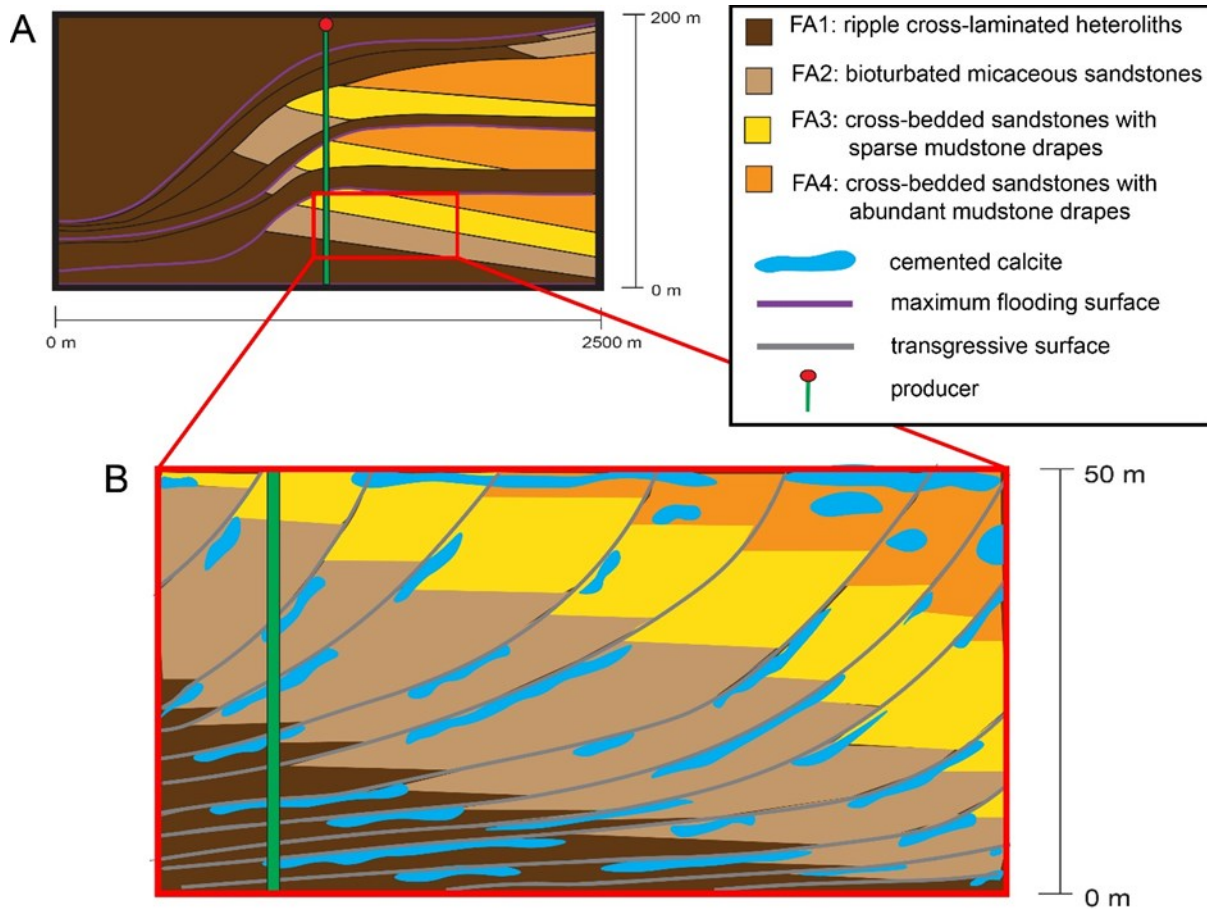 A
200 m
0 m
0 m
2500 m
FA1: ripple cross-laminated heteroliths
FA2: bioturbated micaceous sandstones
FA3: cross-bedded sandstones with
sparse mudstone drapes
FA4: cross-bedded sandstones with
abundant mudstone drapes
cemented calcite
maximum flooding surface
transgressive surface
producer
B
50 m
0 m